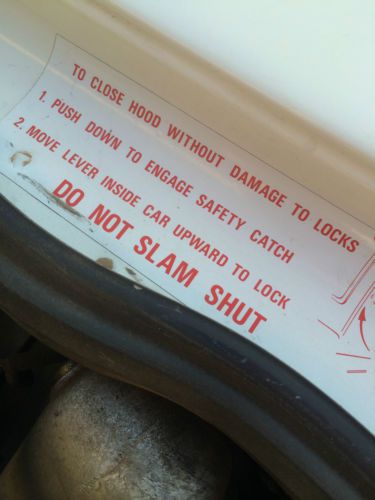 TO CLOSE HOOD WITHOUT DAMAGE TO LOCKS
1. PUSH DOWN TO ENGAGE SAFETY CATCH
2. MOVE LEVER INSIDE CAR UPWARD TO LOCK
DO NOT SLAM SHUT